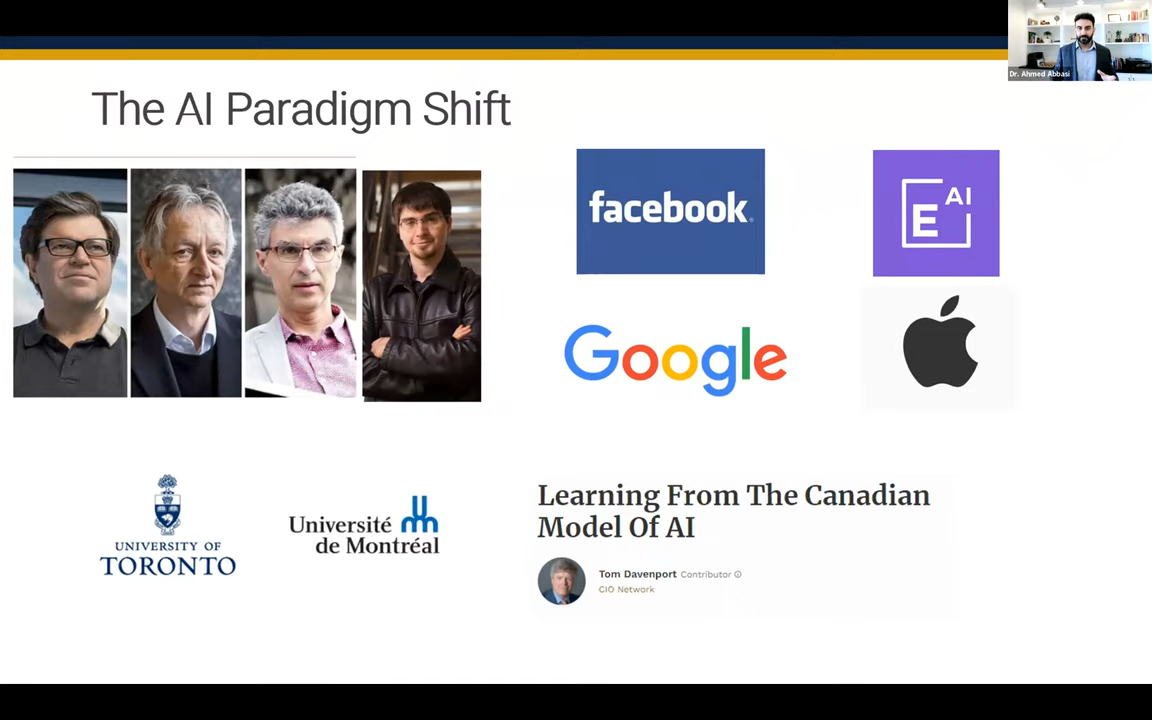 Dr. Ahmed Abbasi
The AI Paradigm Shift
facebook
E AI
Google
UNIVERSITY OF
TORONTO
Université
de Montréal
Learning From The Canadian
Model Of AI
Tom Davenport Contributor
CIO Network